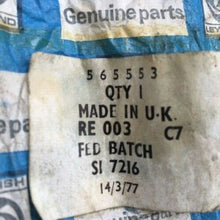 Genuine parts
565553
QTY 1
MADE IN U.K.
RE 003 C7
FED BATCH
SI 7216
14/3/77